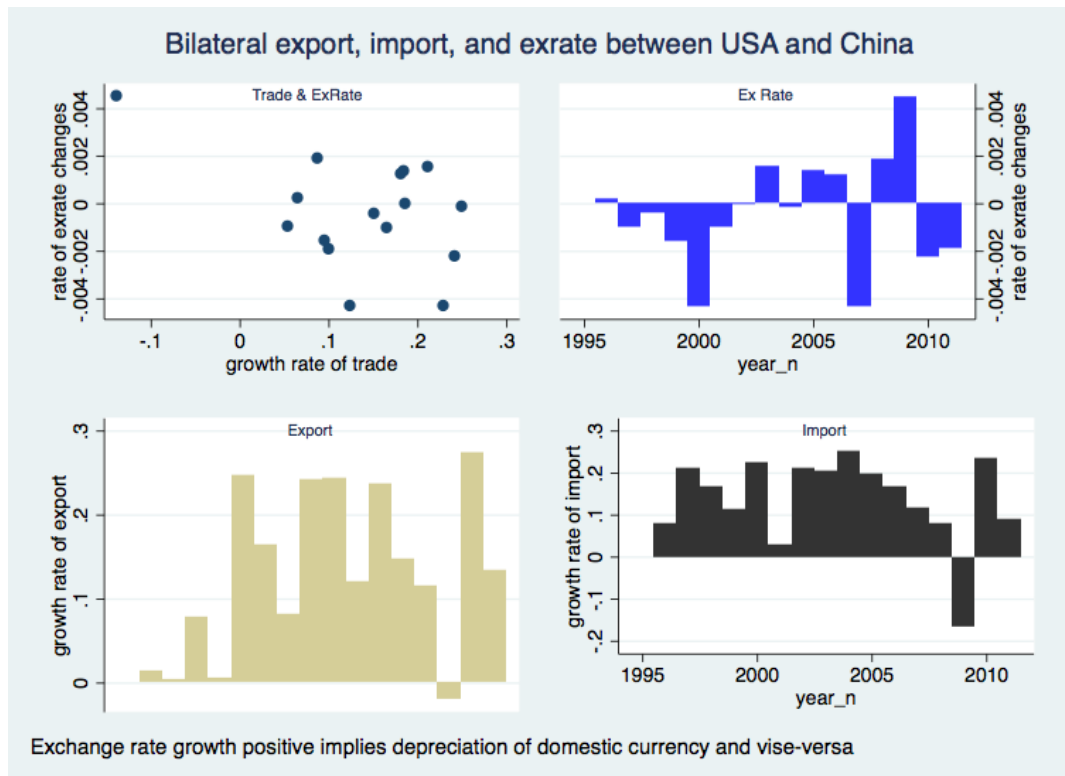 Bilateral export, import, and exrate between USA and China
Trade & ExRate
rate of exrate changes
.004
.002
0
-.002
-.004
-.1
0
.1
.2
.3
growth rate of trade
Ex Rate
.004
.002
0
-.002
-.004
rate of exrate changes
1995
2000
2005
2010
year_n
Export
growth rate of export
.3
.2
.1
0
Import
growth rate of import
.3
.2
.1
0
-.1
-.2
1995
2000
2005
2010
year_n
Exchange rate growth positive implies depreciation of domestic currency and vise-versa